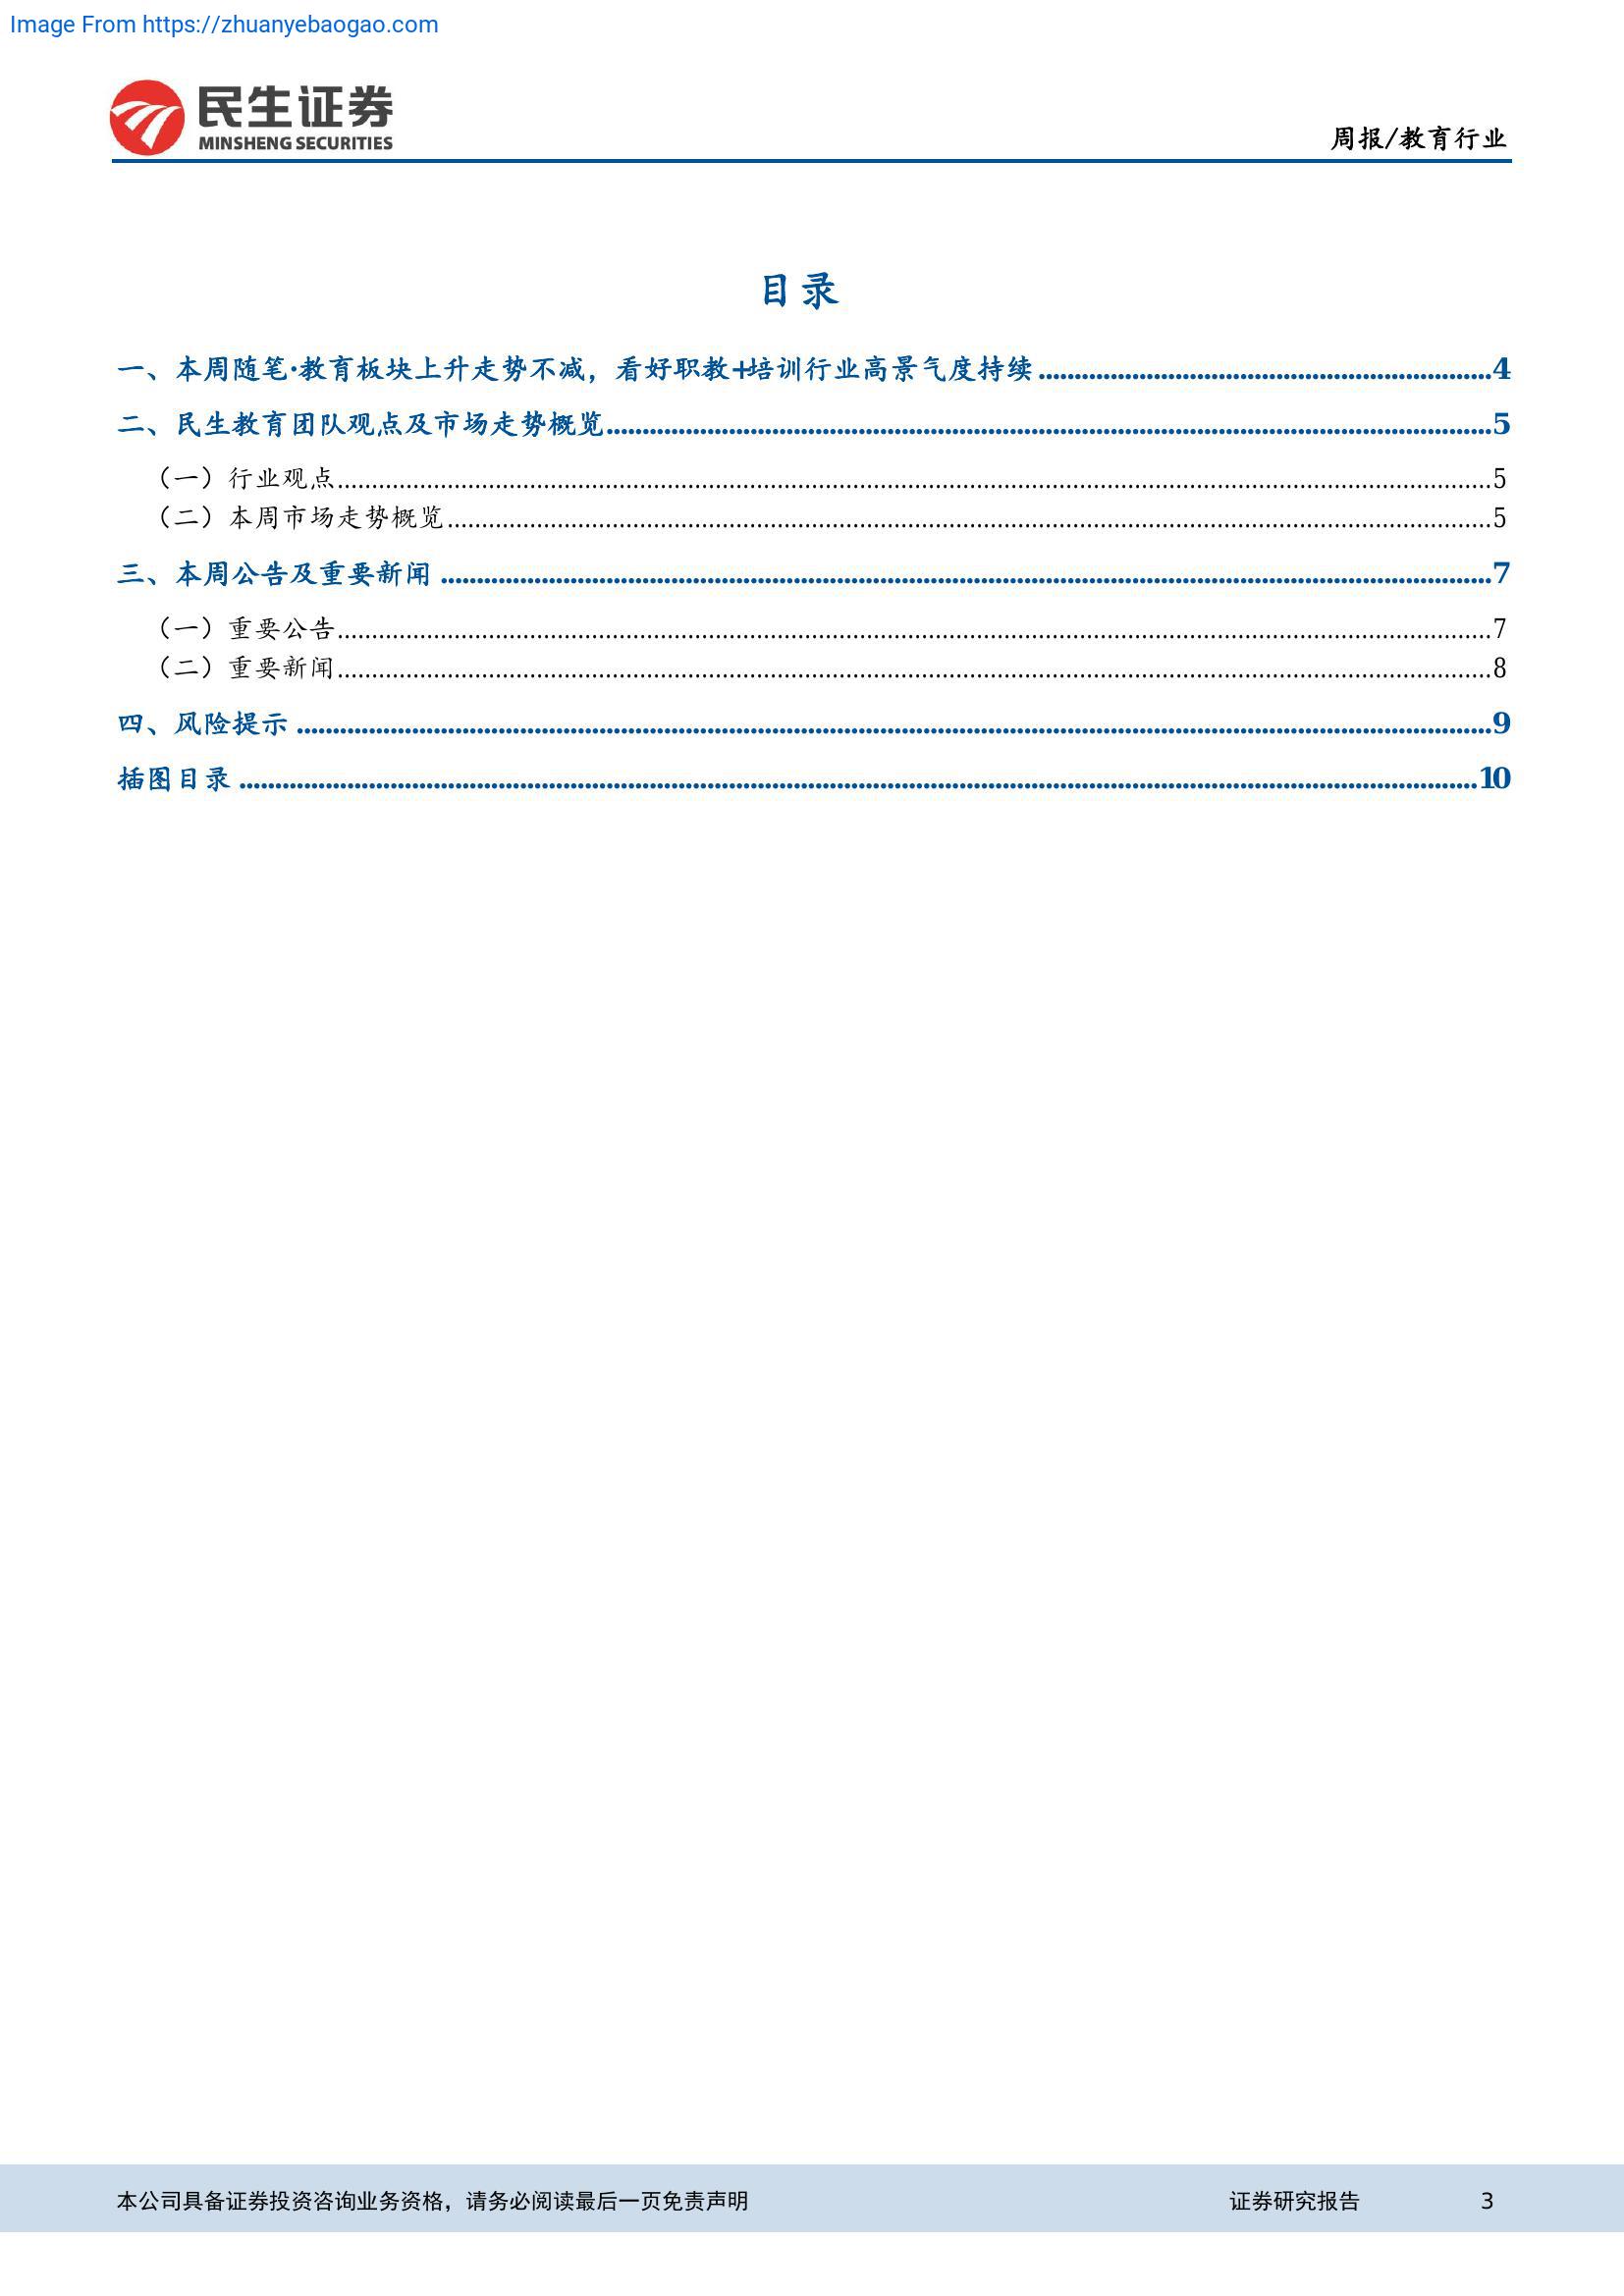 Image From https://zhuanyebaogao.com
民生证券
MINSHENG SECURITIES
周报/教育行业
目录
一、本周随笔·教育板块上升走势不减，看好职教+培训行业高景气度持续........................................4
二、民生教育团队观点及市场走势概览........................................5
（一）行业观点........................................5
（二）本周市场走势概览........................................5
三、本周公告及重要新闻........................................7
（一）重要公告........................................7
（二）重要新闻........................................8
四、风险提示........................................9
插图目录........................................10
本公司具备证券投资咨询业务资格，请务必阅读最后一页免责声明 证券研究报告 3